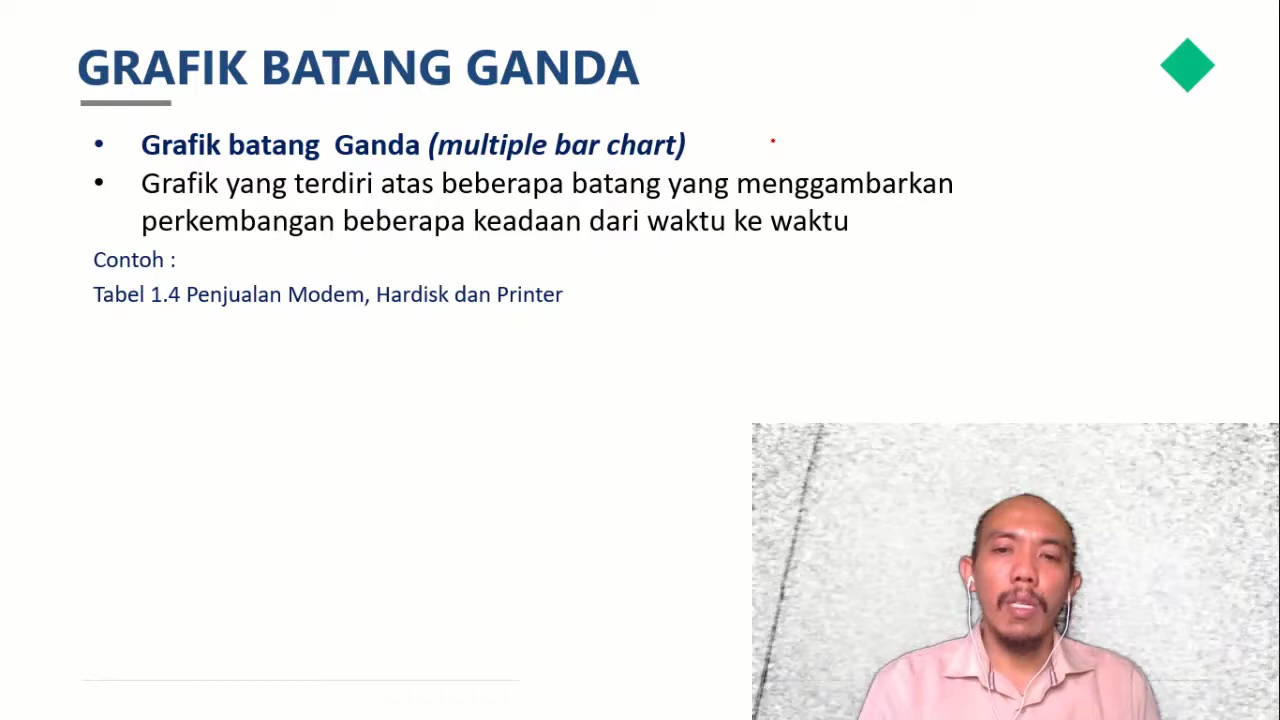 GRAFIK BATANG GANDA
• Grafik batang Ganda (multiple bar chart)
• Grafik yang terdiri atas beberapa batang yang menggambarkan
perkembangan beberapa keadaan dari waktu ke waktu
Contoh :
Tabel 1.4 Penjualan Modem, Hardisk dan Printer